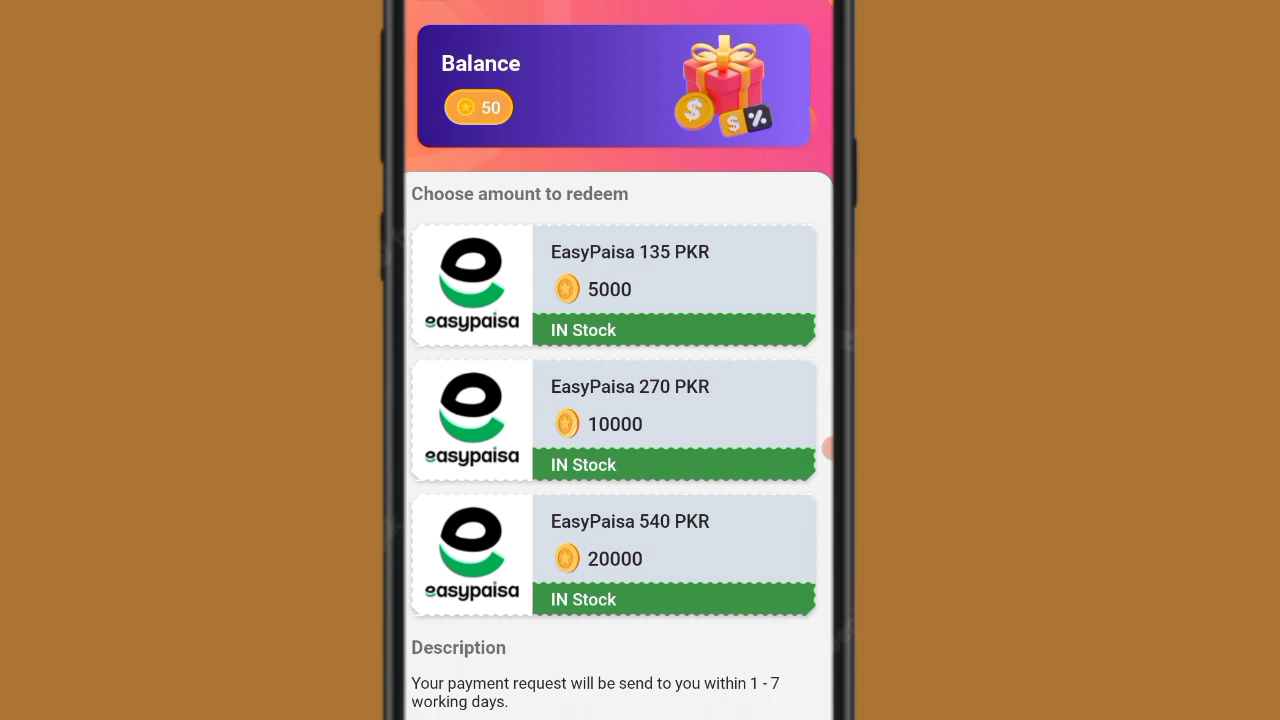 Balance
50
Choose amount to redeem
EasyPaisa 135 PKR
5000
easypaisa
IN Stock
EasyPaisa 270 PKR
10000
easypaisa
IN Stock
EasyPaisa 540 PKR
20000
easypaisa
IN Stock
Description
Your payment request will be send to you within 1 - 7
working days.